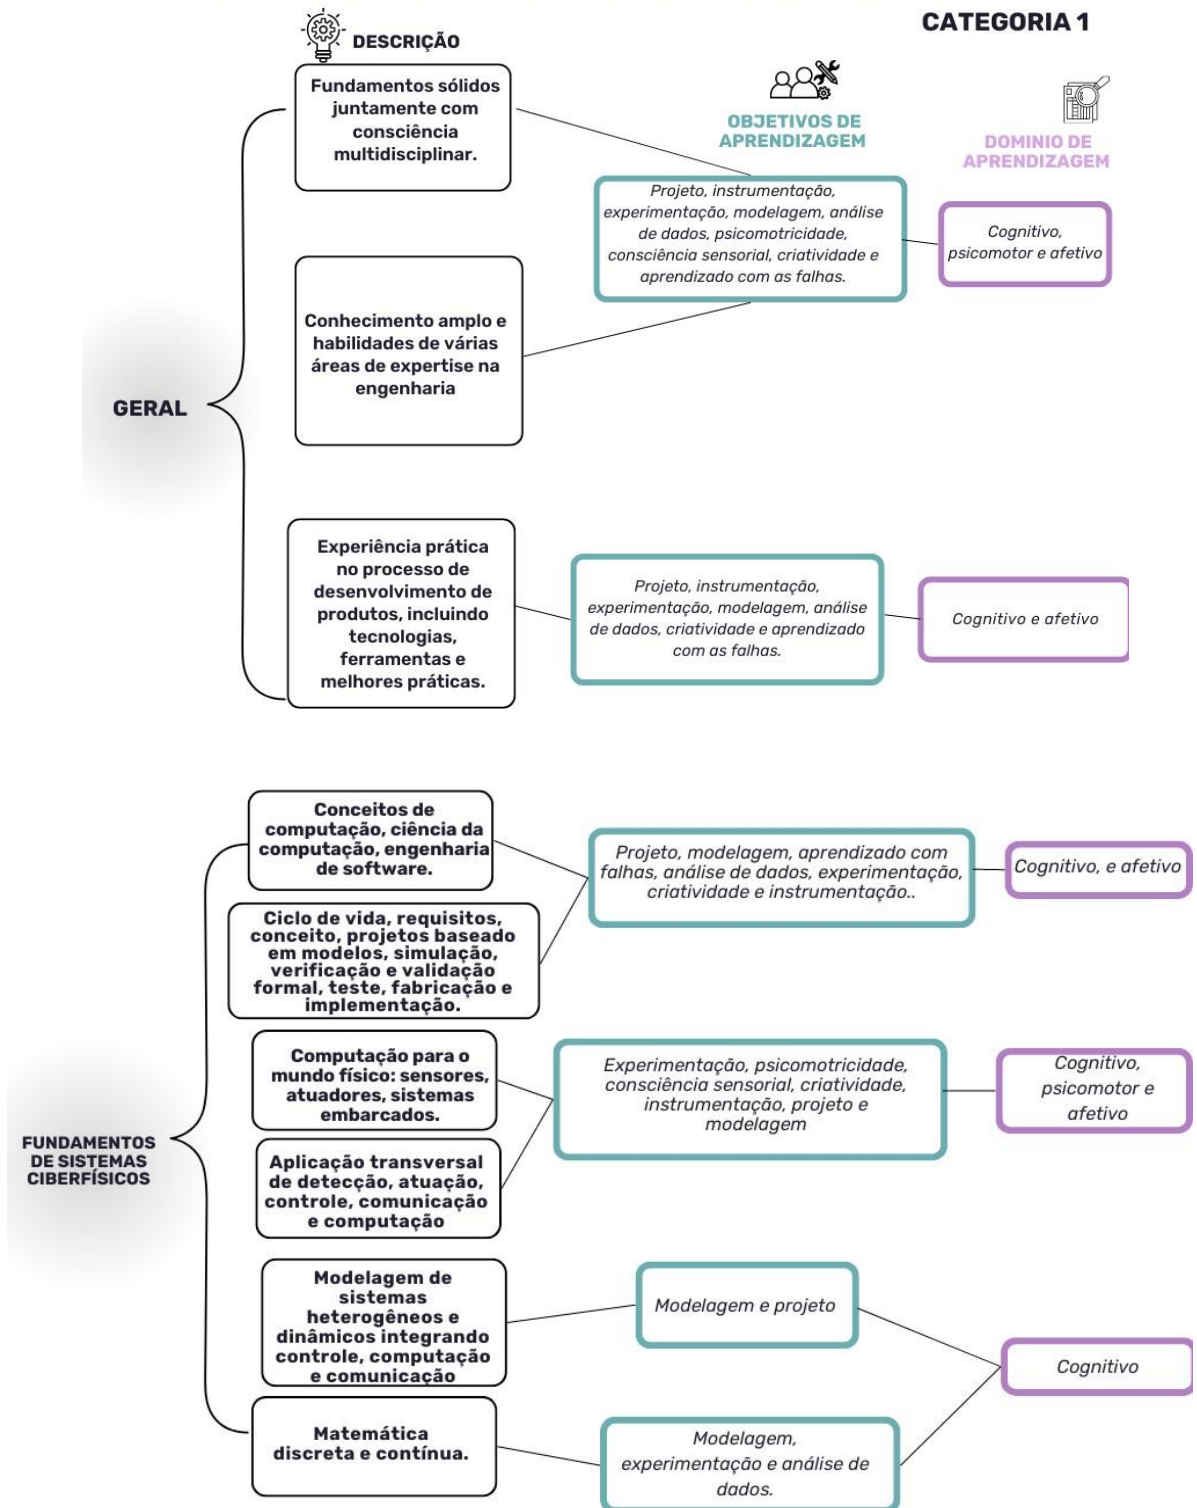 CATEGORIA 1
DESCRIÇÃO
OBJETIVOS DE
APRENDIZAGEM
DOMINIO DE
APRENDIZAGEM
GERAL
Fundamentos sólidos
juntamente com
consciência
multidisciplinar.
Projeto, instrumentação,
experimentação, modelagem, análise
de dados, psicomotricidade,
consciência sensorial, criatividade e
aprendizado com as falhas.
Cognitivo,
psicomotor e afetivo
Conhecimento amplo e
habilidades de várias
áreas de expertise na
engenharia
Experiência prática
no processo de
desenvolvimento de
produtos, incluindo
tecnologias,
ferramentas e
melhores práticas.
Projeto, instrumentação,
experimentação, modelagem, análise
de dados, criatividade e aprendizado
com as falhas.
Cognitivo e afetivo
FUNDAMENTOS
DE SISTEMAS
CIBERFÍSICOS
Conceitos de
computação, ciência da
computação, engenharia
de software.
Ciclo de vida, requisitos,
conceito, projetos baseado
em modelos, simulação,
verificação e validação
formal, teste, fabricação e
implementação.
Projeto, modelagem, aprendizado com
falhas, análise de dados, experimentação,
criatividade e instrumentação..
Cognitivo, e afetivo
Computação para o
mundo físico: sensores,
atuadores, sistemas
embarcados.
Aplicação transversal
de detecção, atuação,
controle, comunicação
e computação
Experimentação, psicomotricidade,
consciência sensorial, criatividade,
instrumentação, projeto e
modelagem
Cognitivo,
psicomotor e
afetivo
Modelagem de
sistemas
heterogêneos e
dinâmicos integrando
controle, computação
e comunicação
Modelagem e projeto
Cognitivo
Matemática
discreta e contínua.
Modelagem,
experimentação e análise de
dados.